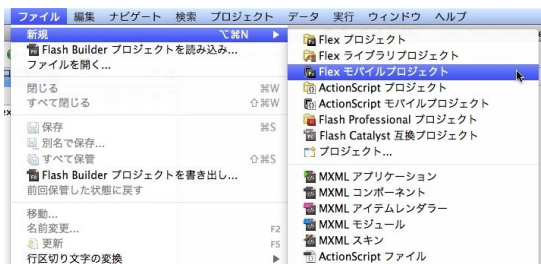 ファイル 編集 ナビゲート 検索 プロジェクト データ 実行 ウィンドウ ヘルプ
新規 ⌥⌘N ▶
Flash Builder プロジェクトを読み込み...
ファイルを開く...
閉じる ⌘W
すべて閉じる ⇧⌘W
保存 ⌘S
別名で保存...
すべて保管 ⇧⌘S
Flash Builder プロジェクトを書き出し...
前回保管した状態に戻す
移動...
名前変更... F2
更新 F5
行区切り文字の変換 ▶
Flex プロジェクト
Flex ライブラリプロジェクト
Flex モバイルプロジェクト
ActionScript プロジェクト
ActionScript モバイルプロジェクト
Flash Professional プロジェクト
Flash Catalyst 互換プロジェクト
プロジェクト...
MXML アプリケーション
MXML コンポーネント
MXML アイテムレンダラー
MXML モジュール
MXML スキン
ActionScript ファイル